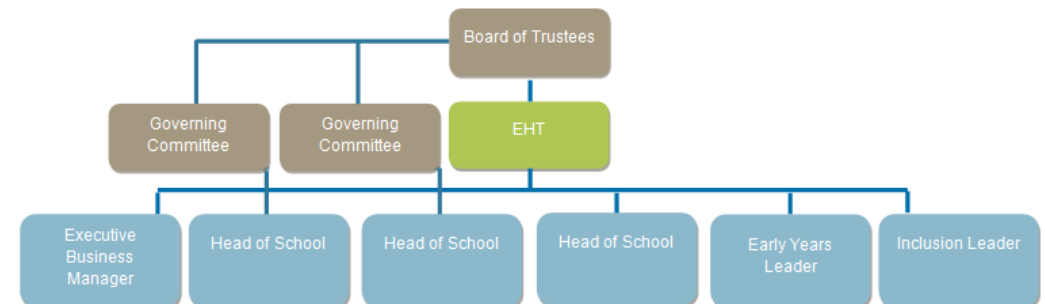 Board of Trustees
Governing
Committee
Governing
Committee
EHT
Executive
Business
Manager
Head of School
Head of School
Head of School
Early Years
Leader
Inclusion Leader